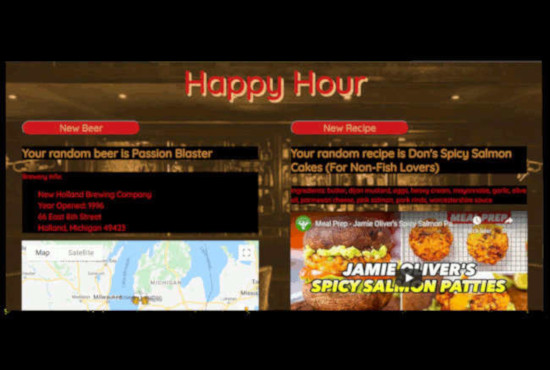 Happy Hour
New Beer
Your random beer is Passion Blaster
Brewery Info:
New Holland Brewing Company
Year Opened: 1996
66 East 8th Street
Holland, Michigan 49423
Map Satellite
MICHIGAN
New Recipe
Your random recipe is Don's Spicy Salmon
Cakes (For Non-Fish Lovers)
Ingredients: butter, dijon mustard, eggs, heavy cream, mayonnaise, garlic, olive
oil, parmesan cheese, pink salmon, pork rinds, worcestershire sauce
Meal Prep - Jamie Oliver's Spicy Salmon Pa
MEAL PREP
JAMIE OLIVER'S
SPICY SALMON PATTIES